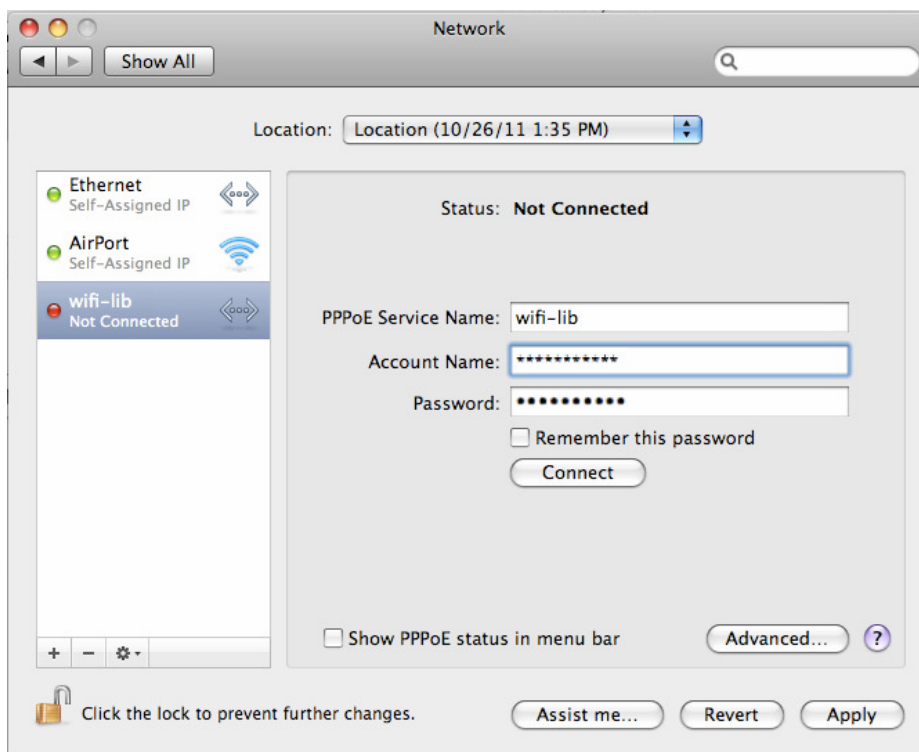 Network
Show All
Location: Location (10/26/11 1:35 PM)
Ethernet
Self-Assigned IP
AirPort
Self-Assigned IP
wifi-lib
Not Connected
Status: Not Connected
PPPoE Service Name: wifi-lib
Account Name: ***********
Password: ••••••••••
Remember this password
Connect
Show PPPoE status in menu bar
Advanced... ?
+ −
Click the lock to prevent further changes.
Assist me... Revert Apply